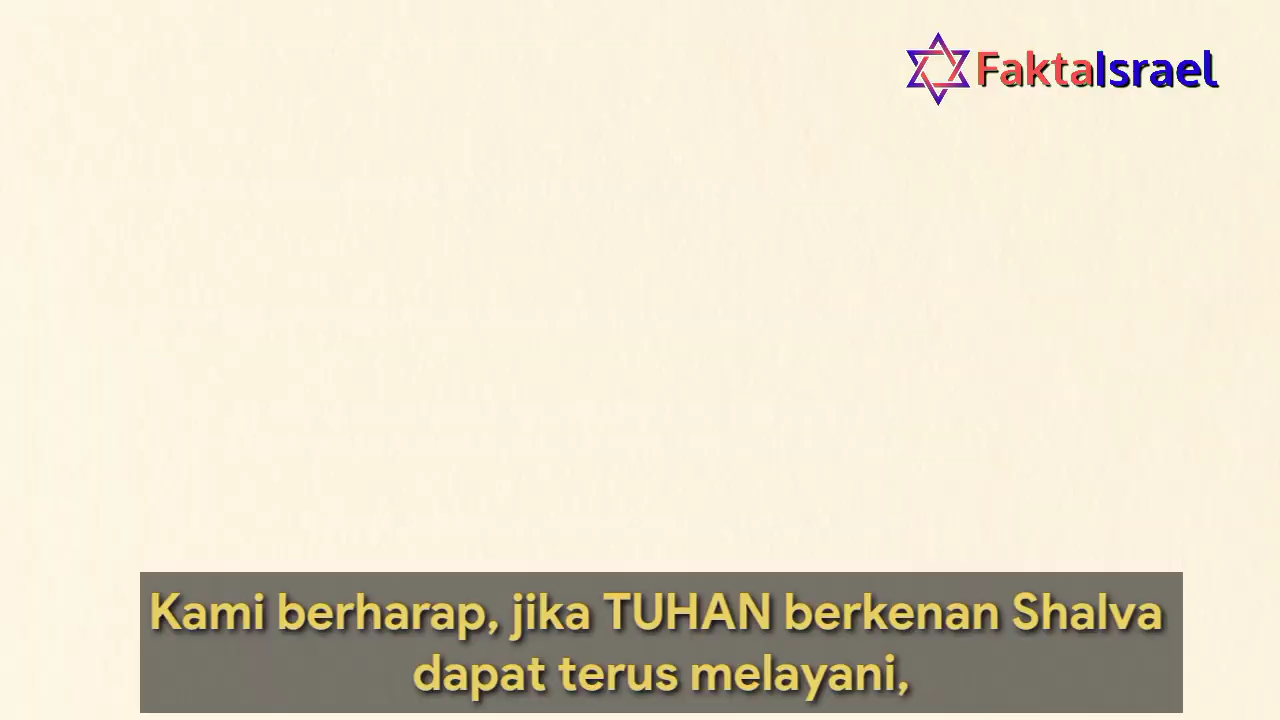 FaktaIsrael
Kami berharap, jika TUHAN berkenan Shalva
dapat terus melayani,